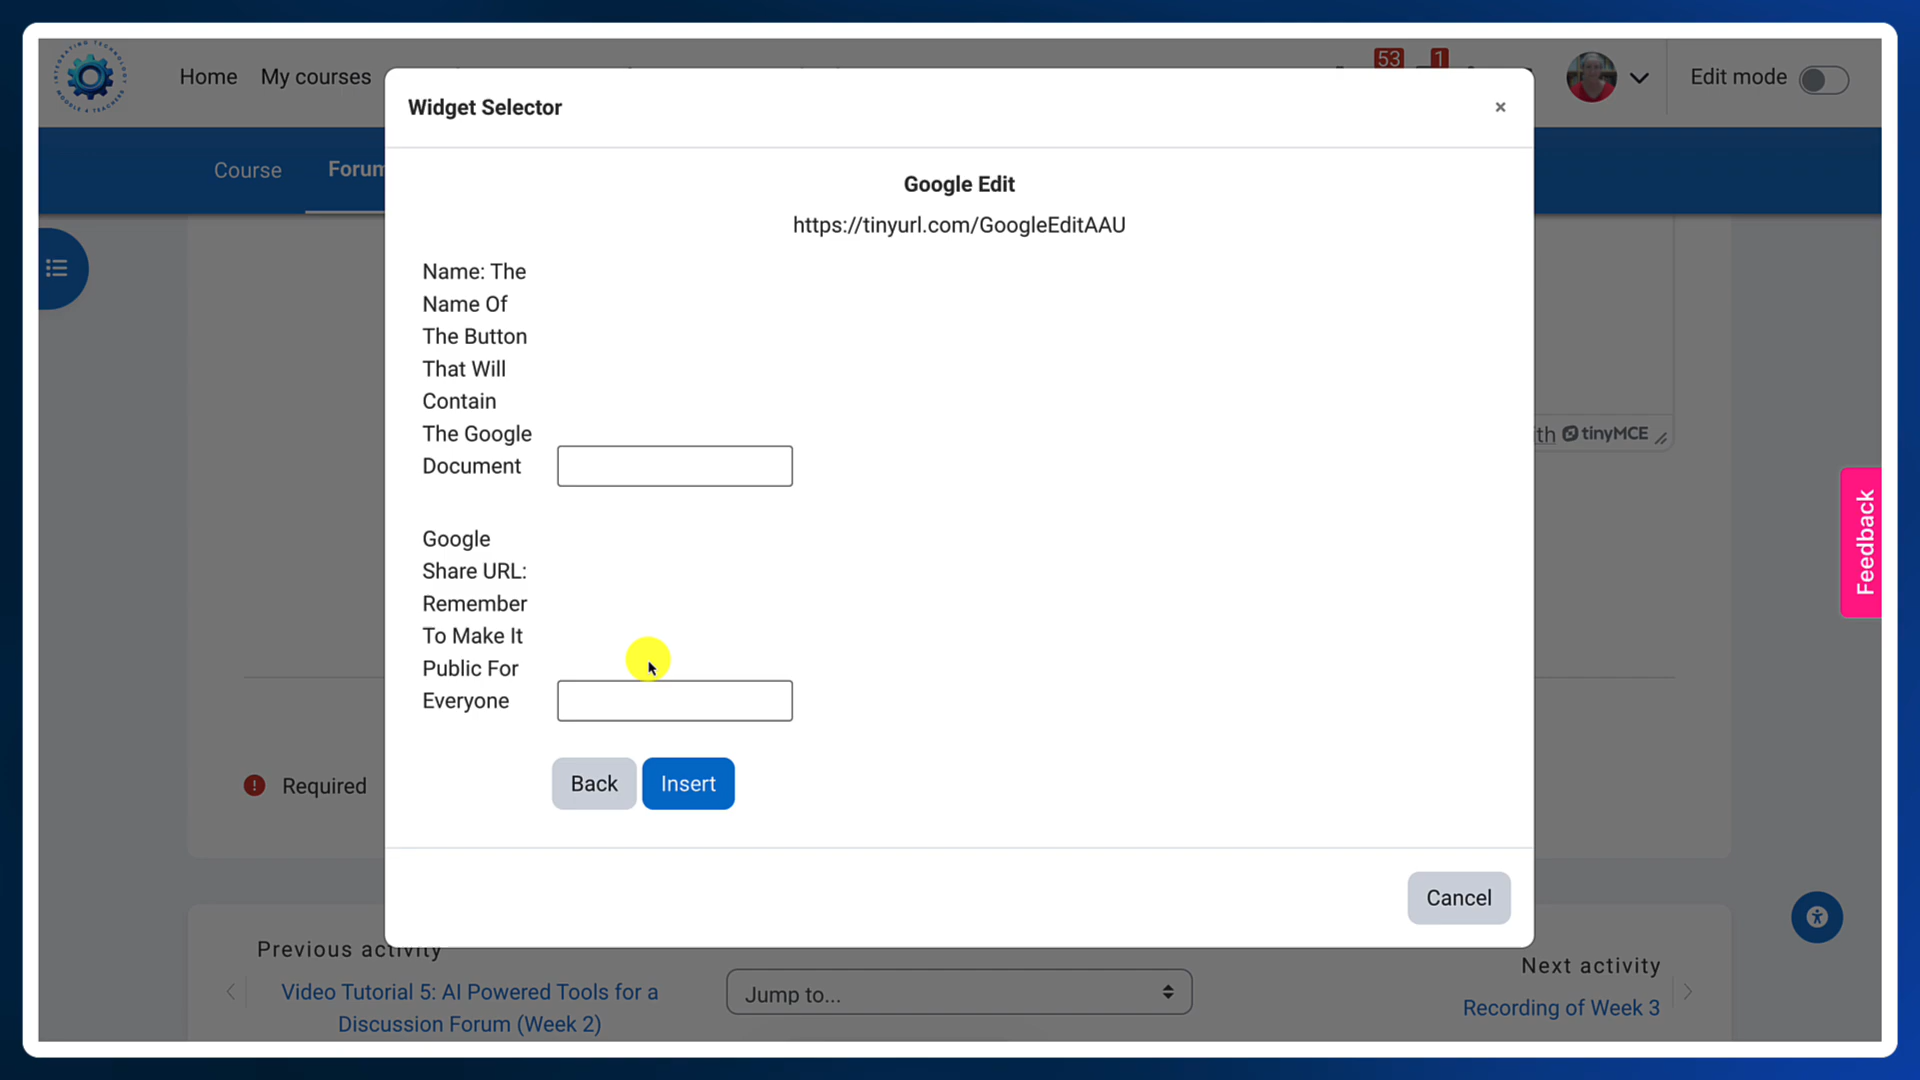 Home
My courses
53
1
Edit mode
Widget Selector
×
Course
Forum
Google Edit
https://tinyurl.com/GoogleEditAAU
Name: The
Name Of
The Button
That Will
Contain
The Google
Document
tinyMCE
Google
Share URL:
Remember
To Make It
Public For
Everyone
Feedback
Back
Insert
Required
Cancel
Previous activity
Video Tutorial 5: AI Powered Tools for a
Discussion Forum (Week 2)
Jump to...
Next activity
Recording of Week 3